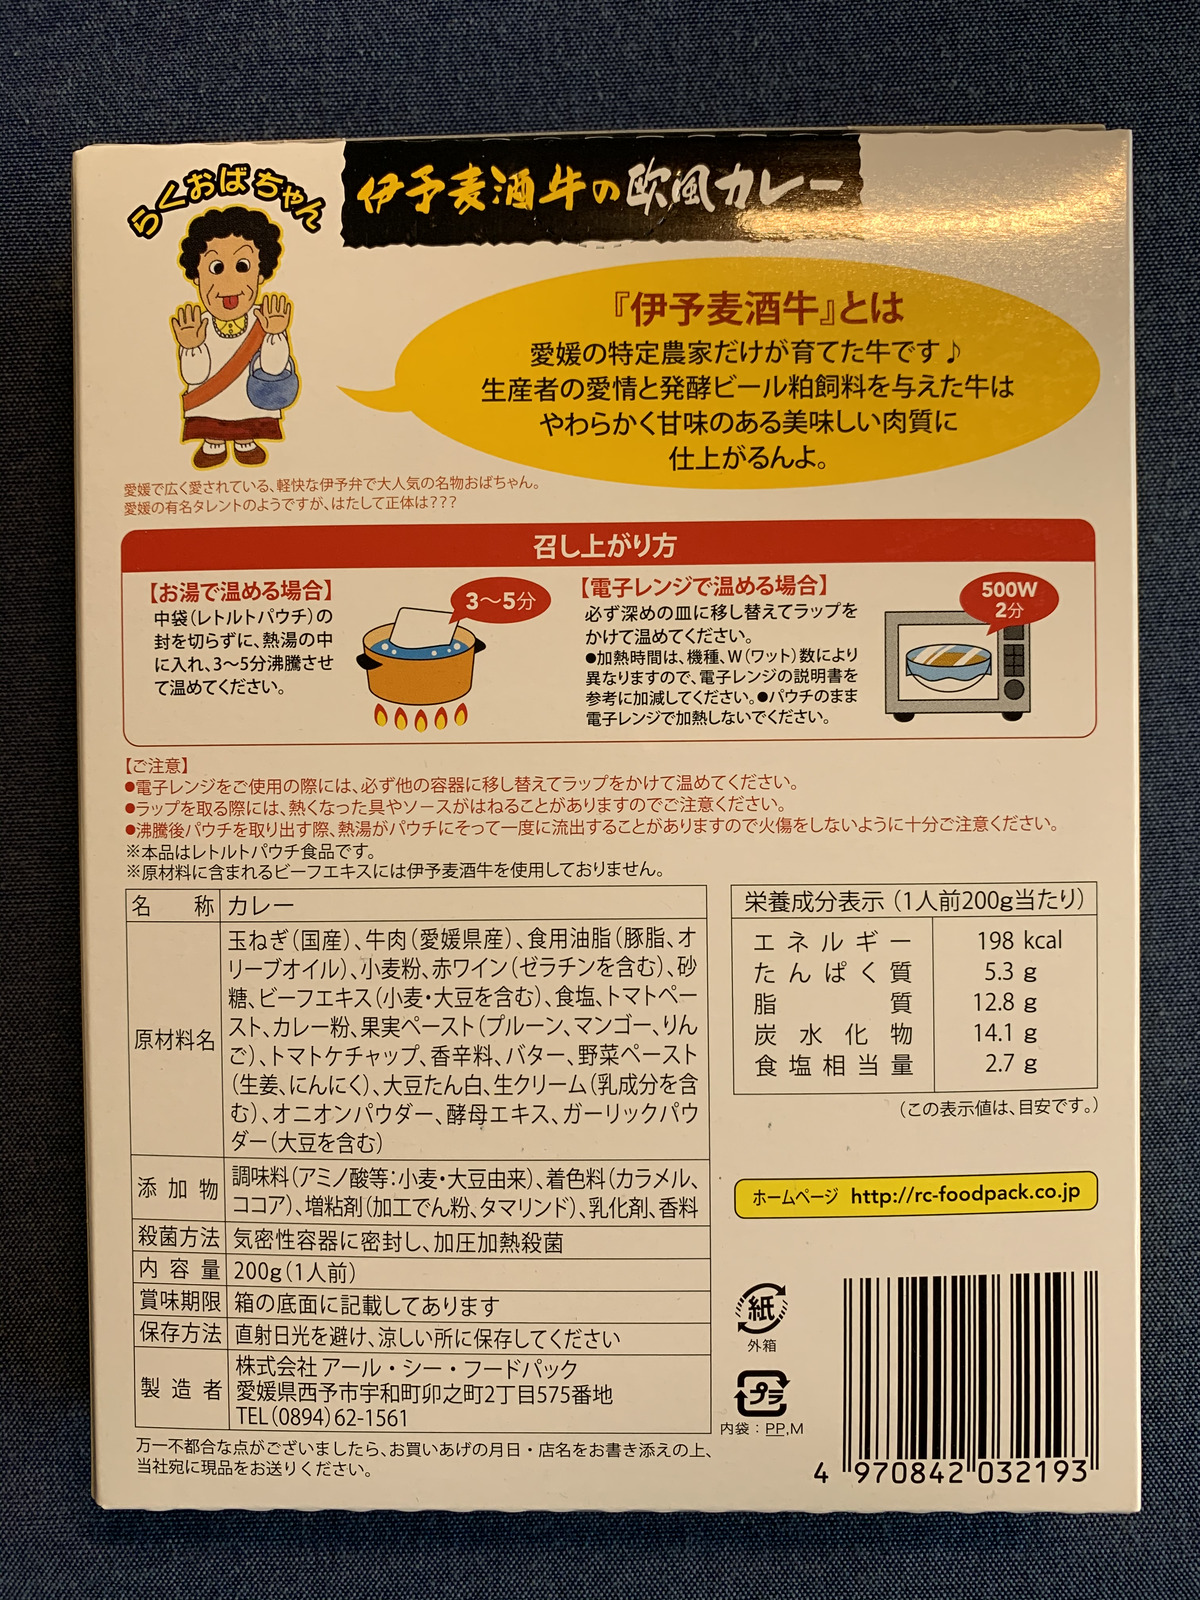 らくおばちゃん
伊予麦酒牛の欧風カレー
『伊予麦酒牛』とは
愛媛の特定農家だけが育てた牛です♪
生産者の愛情と発酵ビール粕飼料を与えた牛は
やわらかく甘味のある美味しい肉質に
仕上がるんよ。
愛媛で広く愛されている、軽快な伊予弁で大人気の名物おばちゃん。
愛媛の有名タレントのようですが、はたして正体は???
召し上がり方
【お湯で温める場合】
中袋(レトルトパウチ)の
封を切らずに、熱湯の中
に入れ、3〜5分沸騰させ
て温めてください。
3〜5分
【電子レンジで温める場合】
必ず深めの皿に移し替えてラップを
かけて温めてください。
●加熱時間は、機種、W(ワット)数により
異なりますので、電子レンジの説明書を
参考に加減してください。●パウチのまま
電子レンジで加熱しないでください。
500W
2分
【ご注意】
●電子レンジをご使用の際には、必ず他の容器に移し替えてラップをかけて温めてください。
●ラップを取る際には、熱くなった具やソースがはねることがありますのでご注意ください。
●沸騰後パウチを取り出す際、熱湯がパウチにそって一度に流出することがありますので火傷をしないように十分ご注意ください。
※本品はレトルトパウチ食品です。
※原材料に含まれるビーフエキスには伊予麦酒牛を使用しておりません。
名称 カレー
原材料名 玉ねぎ(国産)、牛肉(愛媛県産)、食用油脂(豚脂、オ
リーブオイル)、小麦粉、赤ワイン(ゼラチンを含む)、砂
糖、ビーフエキス(小麦・大豆を含む)、食塩、トマトペー
スト、カレー粉、果実ペースト(プルーン、マンゴー、りん
ご)、トマトケチャップ、香辛料、バター、野菜ペースト
(生姜、にんにく)、大豆たん白、生クリーム(乳成分を含
む)、オニオンパウダー、酵母エキス、ガーリックパウ
ダー(大豆を含む)
添加物 調味料(アミノ酸等:小麦・大豆由来)、着色料(カラメル、
ココア)、増粘剤(加工でん粉、タマリンド)、乳化剤、香料
殺菌方法 気密性容器に密封し、加圧加熱殺菌
内容量 200g(1人前)
賞味期限 箱の底面に記載してあります
保存方法 直射日光を避け、涼しい所に保存してください
製造者 株式会社 アール・シー・フードパック
愛媛県西予市宇和町卯之町2丁目575番地
TEL(0894)62-1561
万一不都合な点がございましたら、お買いあげの月日・店名をお書き添えの上、
当社宛に現品をお送りください。
栄養成分表示(1人前200g当たり)
エネルギー 198 kcal
たんぱく質 5.3 g
脂質 12.8 g
炭水化物 14.1 g
食塩相当量 2.7 g
(この表示値は、目安です。)
ホームページ http://rc-foodpack.co.jp
紙
外箱
プラ
内袋:PP,M
4 970842 032193